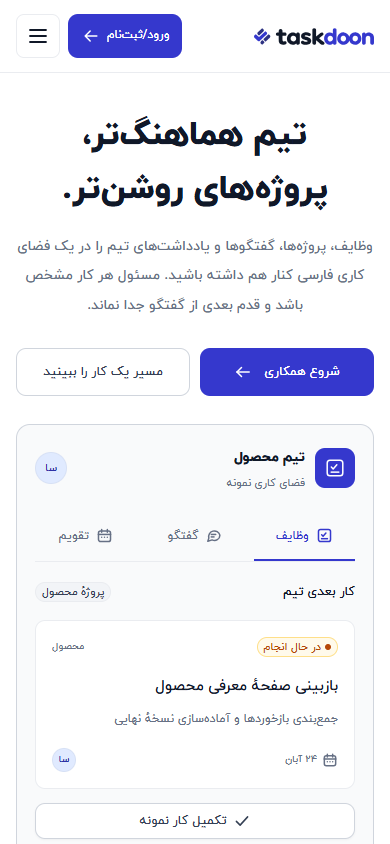 taskdoon
ورود/ثبت‌نام
تیم هماهنگ‌تر،
پروژه‌های روشن‌تر.
وظایف، پروژه‌ها، گفتگوها و یادداشت‌های تیم را در یک فضای
کاری فارسی کنار هم داشته باشید. مسئول هر کار مشخص
باشد و قدم بعدی از گفتگو جدا نماند.
شروع همکاری
مسیر یک کار را ببینید
تیم محصول
سا
فضای کاری نمونه
وظایف
گفتگو
تقویم
کار بعدی تیم
پروژهٔ محصول
در حال انجام
محصول
بازبینی صفحهٔ معرفی محصول
جمع‌بندی بازخوردها و آماده‌سازی نسخهٔ نهایی
۲۴ آبان
سا
تکمیل کار نمونه